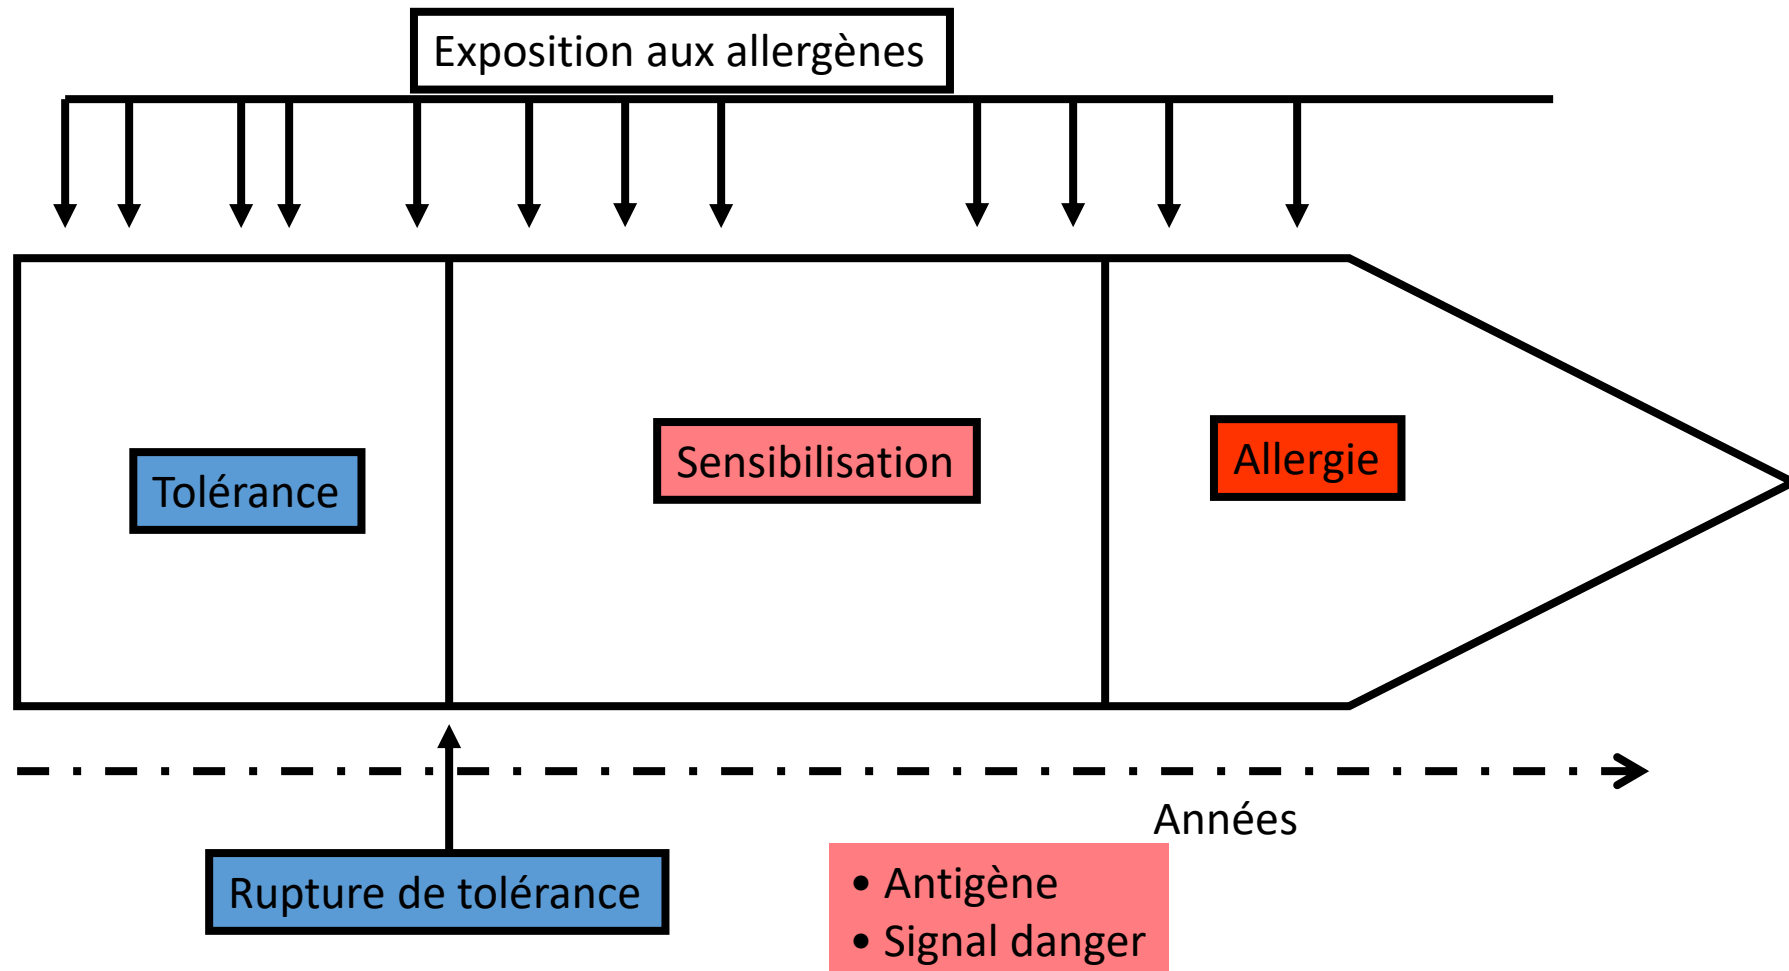 Exposition aux allergènes
Tolérance
Sensibilisation
Allergie
Années
Rupture de tolérance
• Antigène
• Signal danger